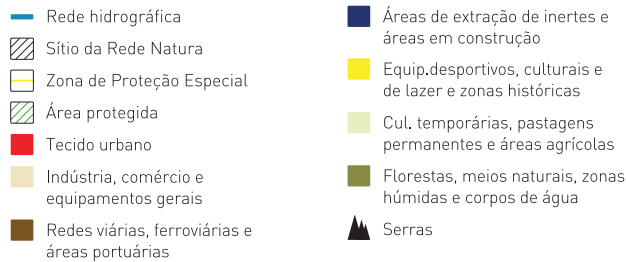 Rede hidrográfica
Sítio da Rede Natura
Zona de Proteção Especial
Área protegida
Tecido urbano
Indústria, comércio e
equipamentos gerais
Redes viárias, ferroviárias e
áreas portuárias
Áreas de extração de inertes e
áreas em construção
Equip.desportivos, culturais e
de lazer e zonas históricas
Cul. temporárias, pastagens
permanentes e áreas agrícolas
Florestas, meios naturais, zonas
húmidas e corpos de água
Serras